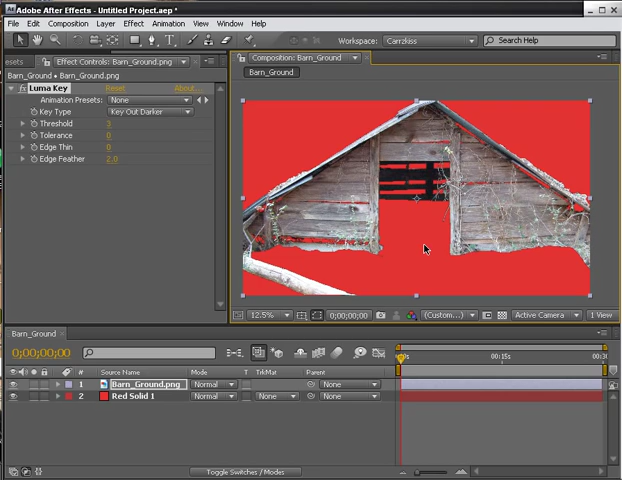 Adobe After Effects - Untitled Project.aep *
File Edit Composition Layer Effect Animation View Window Help
Workspace: Carrzkiss Search Help
Effect Controls: Barn_Ground.png
Barn_Ground • Barn_Ground.png
fx Luma Key Reset About...
Animation Presets: None
Key Type Key Out Darker
Threshold 3
Tolerance 0
Edge Thin 0
Edge Feather 2.0
Composition: Barn_Ground
Barn_Ground
12.5% 0;00;00;00 (Custom... Active Camera 1 View
Barn_Ground
0;00;00;00
00:15s
# Source Name Mode T TrkMat Parent
1 Barn_Ground.png Normal None
2 Red Solid 1 Normal None None
Toggle Switches / Modes